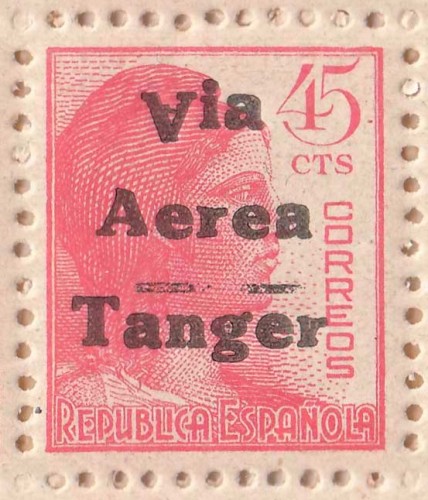 Via
45
CTS
Aerea
Tanger
CORREOS
REPUBLICA ESPAÑOLA